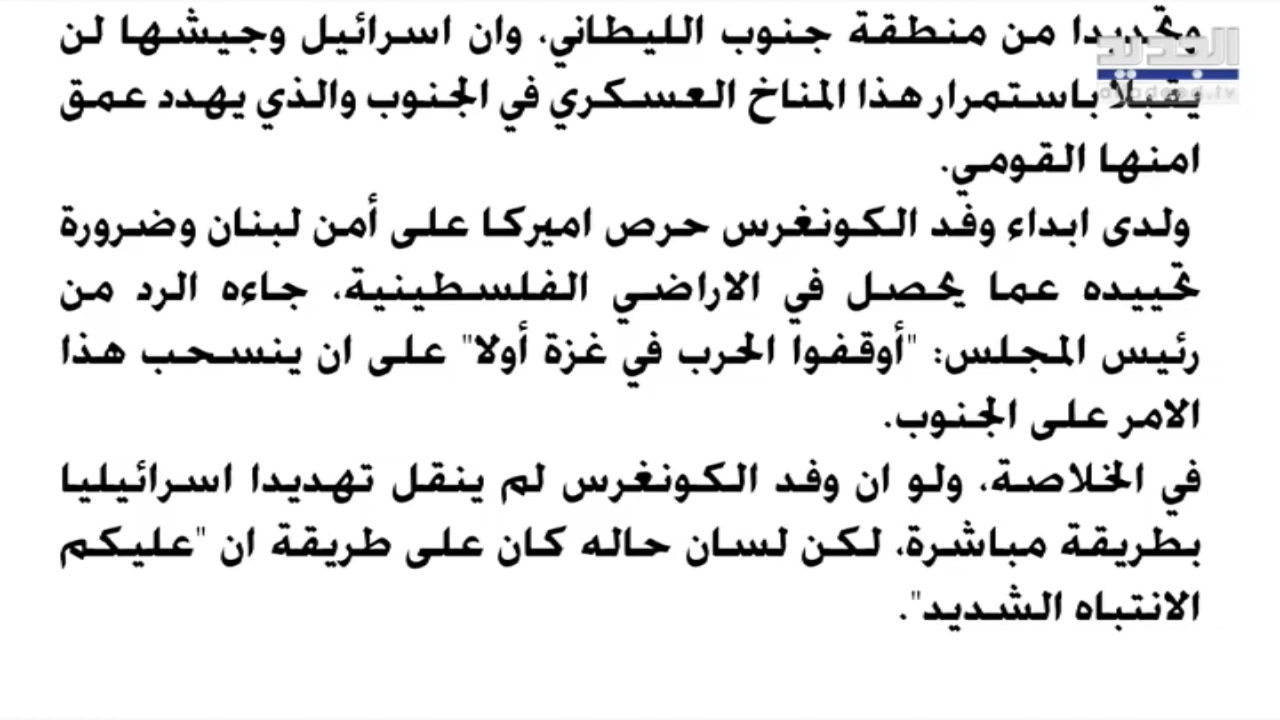 وتحديدا من منطقة جنوب الليطاني، وان اسرائيل وجيشها لن
يقبلا باستمرار هذا المناخ العسكري في الجنوب والذي يهدد عمق
امنها القومي.
ولدى ابداء وفد الكونغرس حرص اميركا على أمن لبنان وضرورة
تحييده عما يحصل في الاراضي الفلسطينية، جاءه الرد من
رئيس المجلس: "أوقفوا الحرب في غزة أولا" على ان ينسحب هذا
الامر على الجنوب.
في الخلاصة، ولو ان وفد الكونغرس لم ينقل تهديدا اسرائيليا
بطريقة مباشرة، لكن لسان حاله كان على طريقة ان "عليكم
الانتباه الشديد".
الجديد
aljadeed.tv